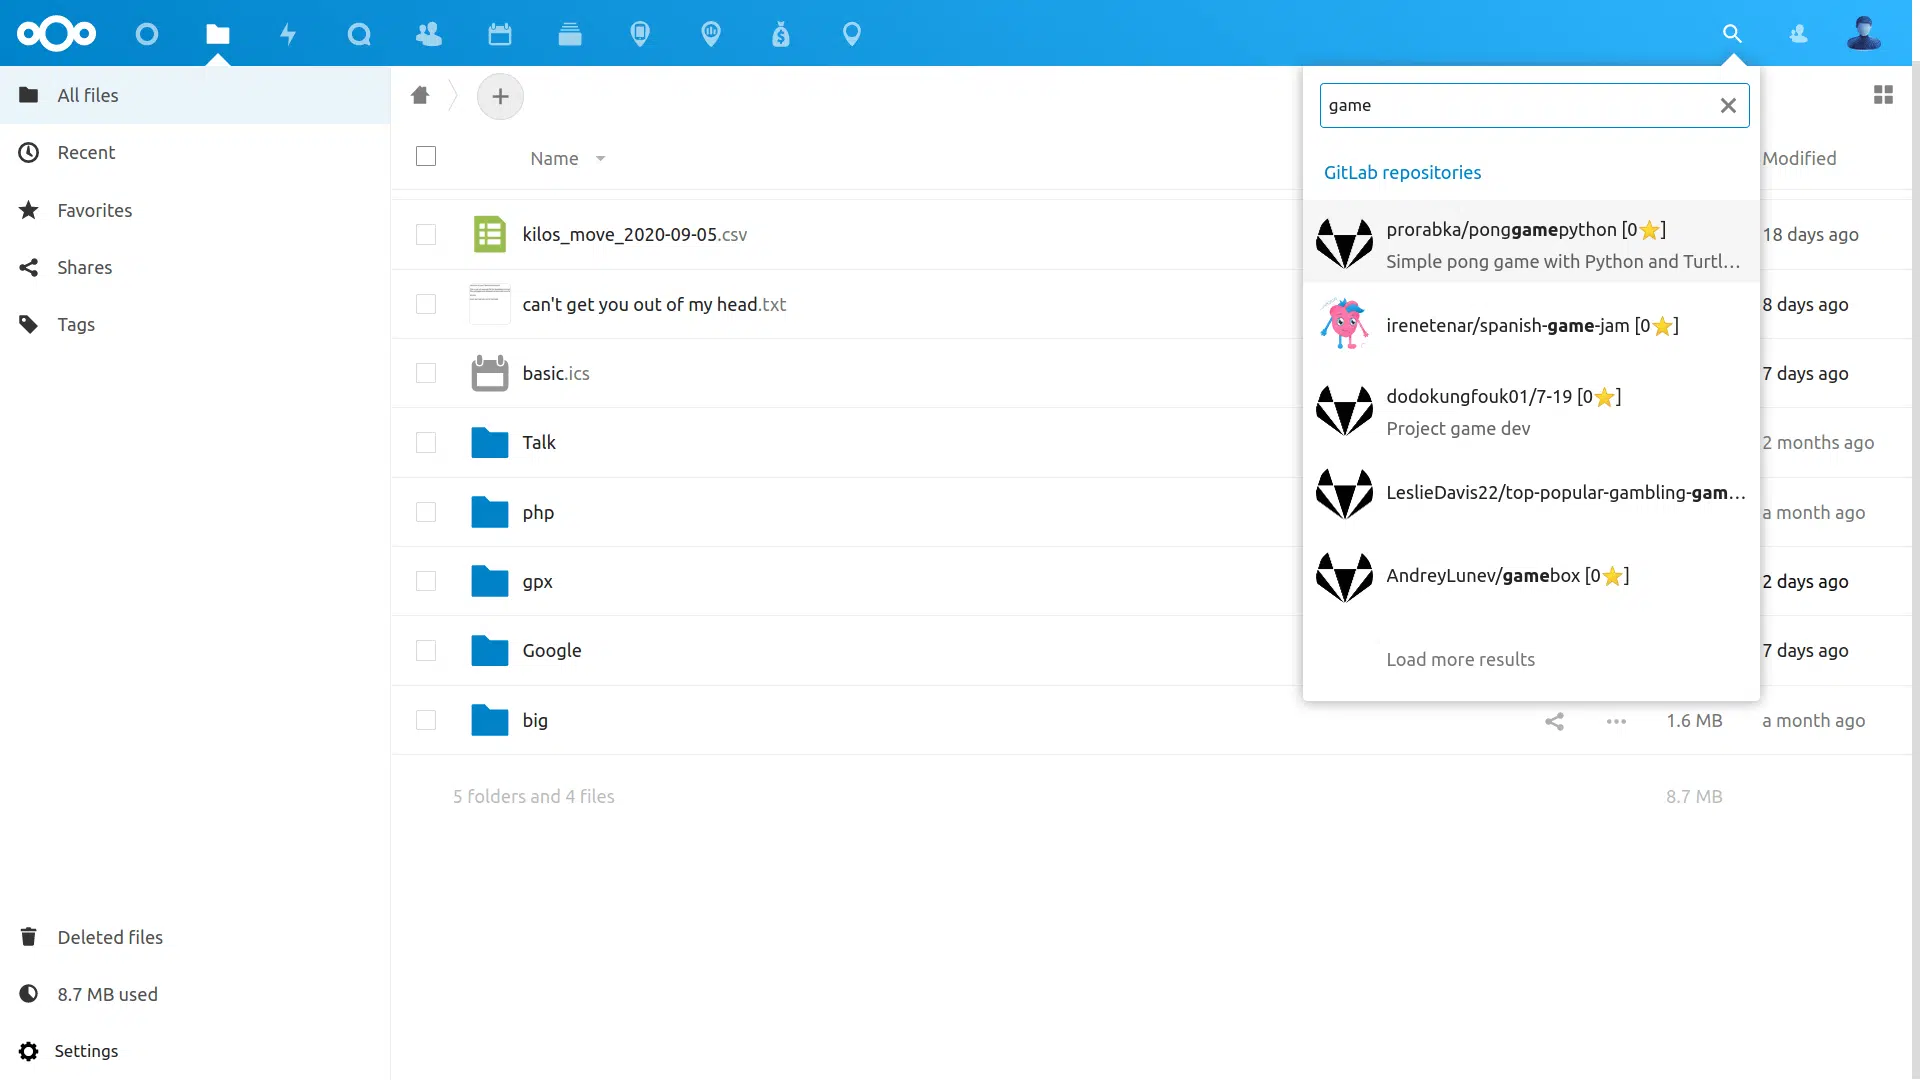 All files
Recent
Favorites
Shares
Tags
Deleted files
8.7 MB used
Settings
Name
Modified
kilos_move_2020-09-05.csv
18 days ago
can't get you out of my head.txt
8 days ago
basic.ics
7 days ago
Talk
2 months ago
php
a month ago
gpx
2 days ago
Google
7 days ago
big
1.6 MB
a month ago
5 folders and 4 files
8.7 MB
game
GitLab repositories
prorabka/ponggamepython [0⭐]
Simple pong game with Python and Turtl...
irenetenar/spanish-game-jam [0⭐]
dodokungfouk01/7-19 [0⭐]
Project game dev
LeslieDavis22/top-popular-gambling-gam...
AndreyLunev/gamebox [0⭐]
Load more results